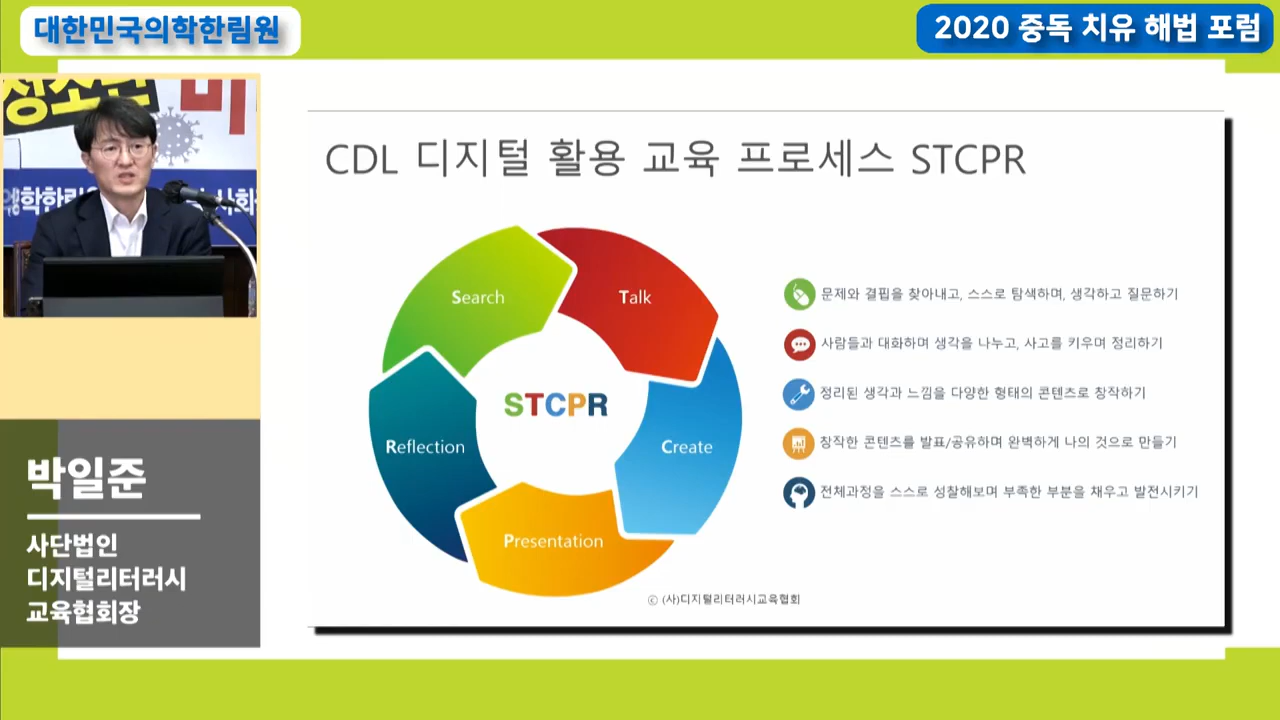 대한민국의학한림원
2020 중독 치유 해법 포럼
청소년
학한림원
사회
CDL 디지털 활용 교육 프로세스 STCPR
Search
Talk
Create
Presentation
Reflection
STCPR
문제와 결핍을 찾아내고, 스스로 탐색하며, 생각하고 질문하기
사람들과 대화하며 생각을 나누고, 사고를 키우며 정리하기
정리된 생각과 느낌을 다양한 형태의 콘텐츠로 창작하기
창작한 콘텐츠를 발표/공유하며 완벽하게 나의 것으로 만들기
전체과정을 스스로 성찰해보며 부족한 부분을 채우고 발전시키기
ⓒ (사)디지털리터러시교육협회
박일준
사단법인
디지털리터러시
교육협회장